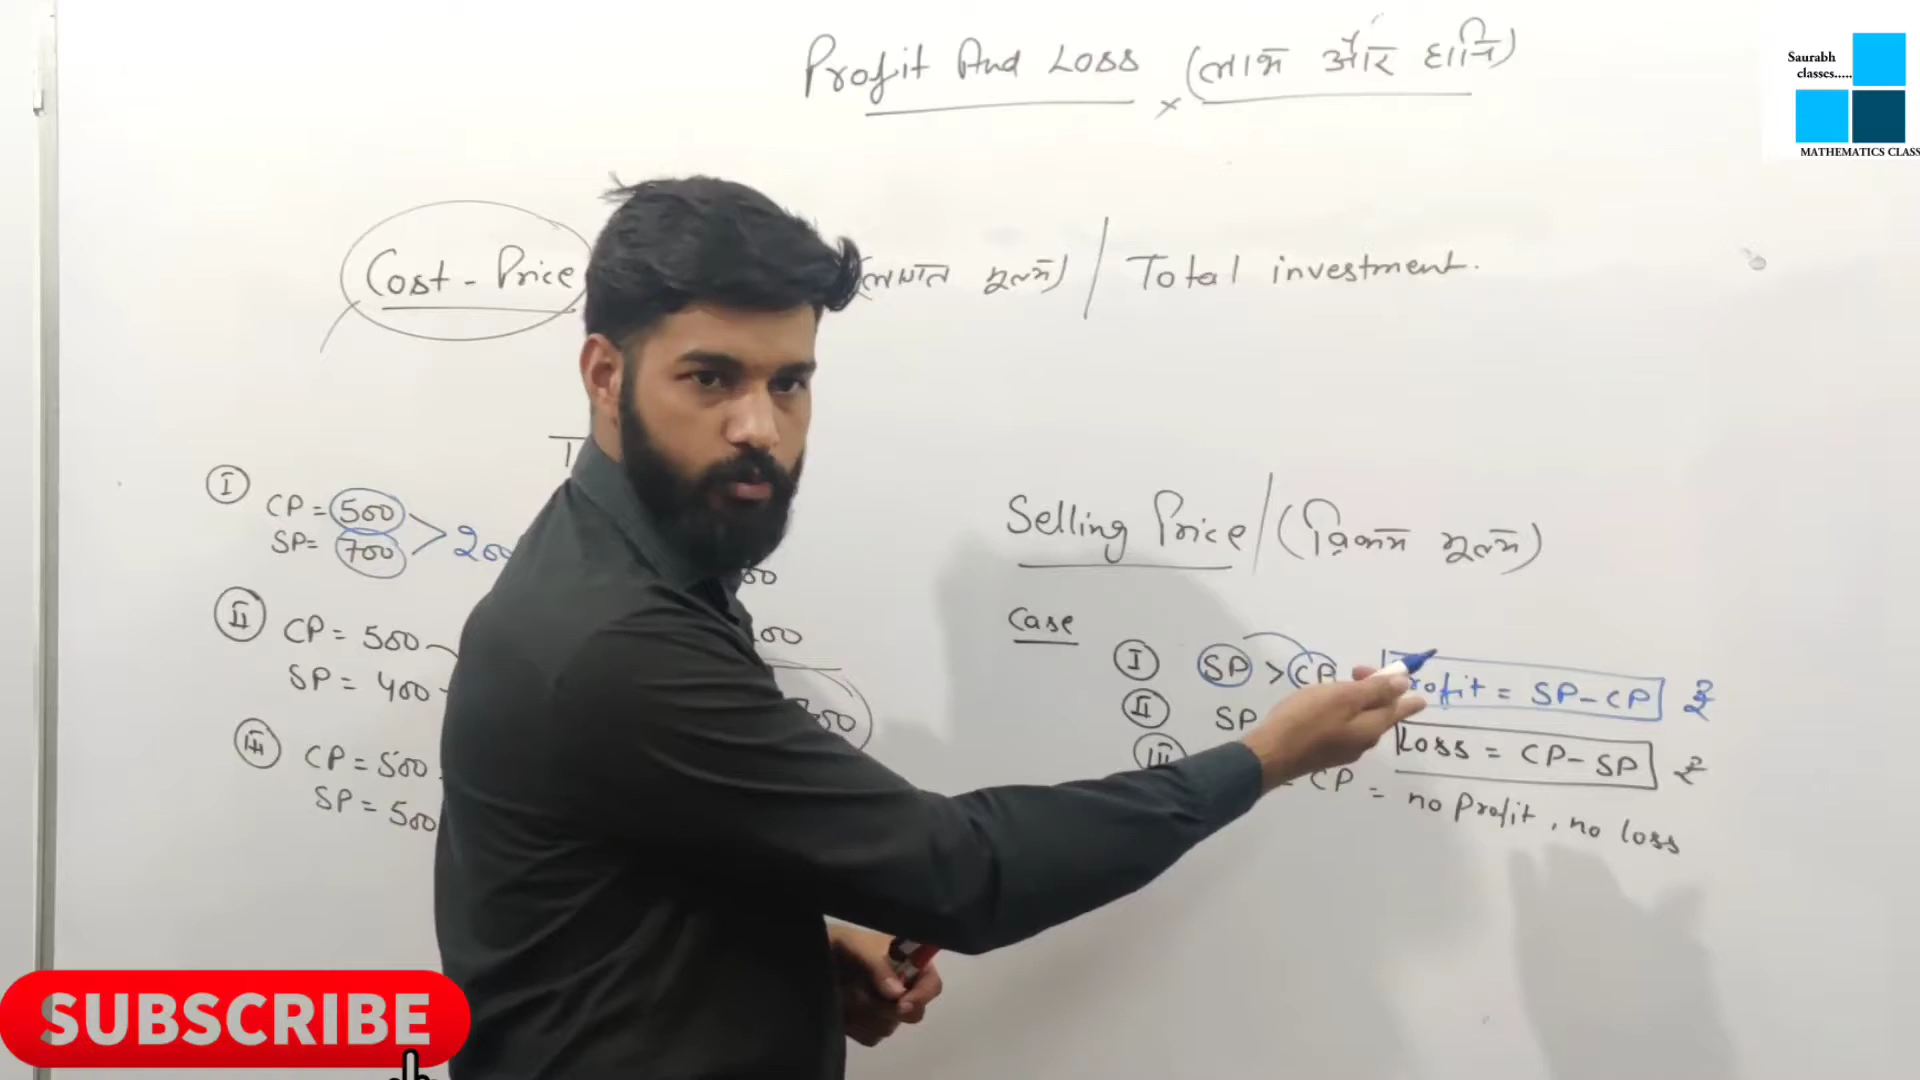 Profit And Loss (लाभ और हानि)
Saurabh
classes.....
MATHEMATICS CLASS
Cost - Price
मूल्य) / Total investment.
I
CP = 500
SP = 700
200
II
CP = 500
SP = 400
III
CP = 500
SP = 500
Selling Price / (विक्रय मूल्य)
Case
I SP > CP Profit = SP - CP ₹
II SP Loss = CP - SP ₹
III = CP = no Profit, no loss
SUBSCRIBE